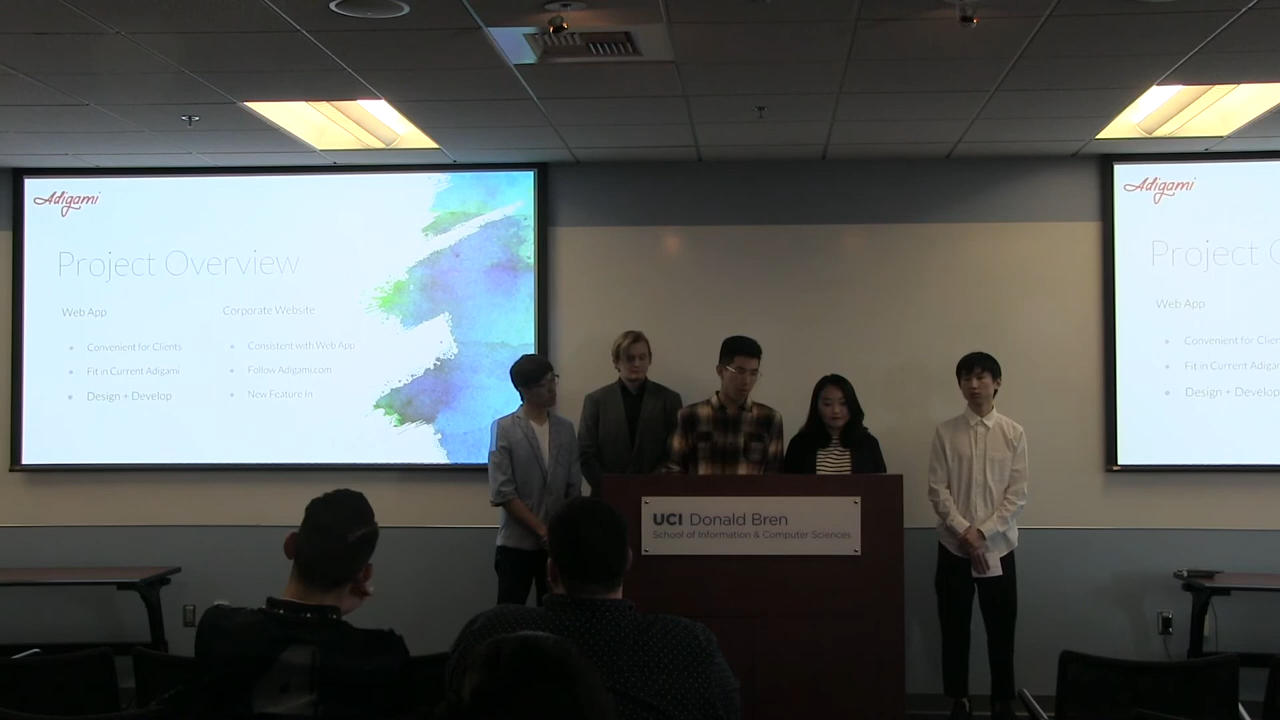 Adigami
Project Overview
Web App
Convenient for Clients
Fit in Current Adigami
Design + Develop
Corporate Website
Consistent with Web App
Follow Adigami.com
New Feature In
UCI Donald Bren
School of Information & Computer Sciences
Adigami
Project
Web App
Convenient for
Fit in Current
Design +